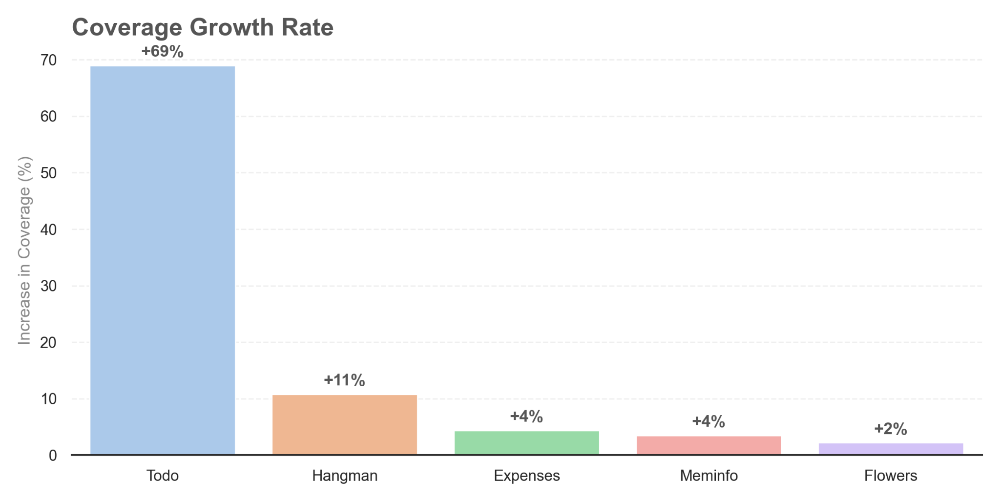 Coverage Growth Rate
+69%
70
60
50
40
30
20
10
0
Increase in Coverage (%)
+11%
+4%
+4%
+2%
Todo
Hangman
Expenses
Meminfo
Flowers